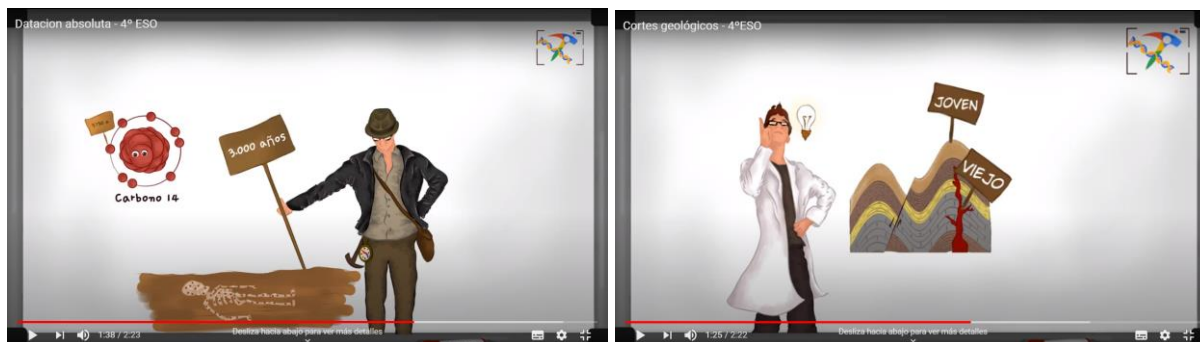 Datacion absoluta - 4º ESO
3.000 años
Carbono 14
1:38 / 2:23
Desliza hacia abajo para ver más detalles
Cortes geológicos - 4ºESO
JOVEN
VIEJO
1:25 / 2:22
Desliza hacia abajo para ver más detalles